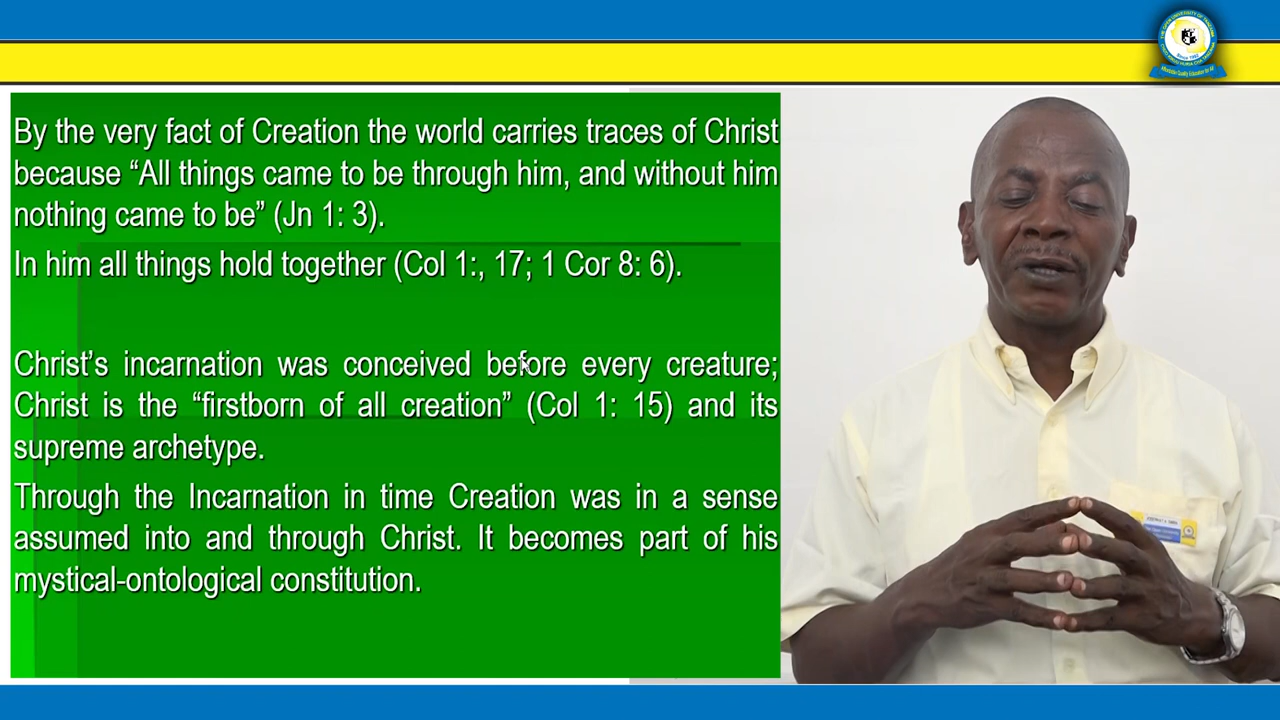 By the very fact of Creation the world carries traces of Christ
because “All things came to be through him, and without him
nothing came to be” (Jn 1: 3).
In him all things hold together (Col 1:, 17; 1 Cor 8: 6).
Christ’s incarnation was conceived before every creature;
Christ is the “firstborn of all creation” (Col 1: 15) and its
supreme archetype.
Through the Incarnation in time Creation was in a sense
assumed into and through Christ. It becomes part of his
mystical-ontological constitution.